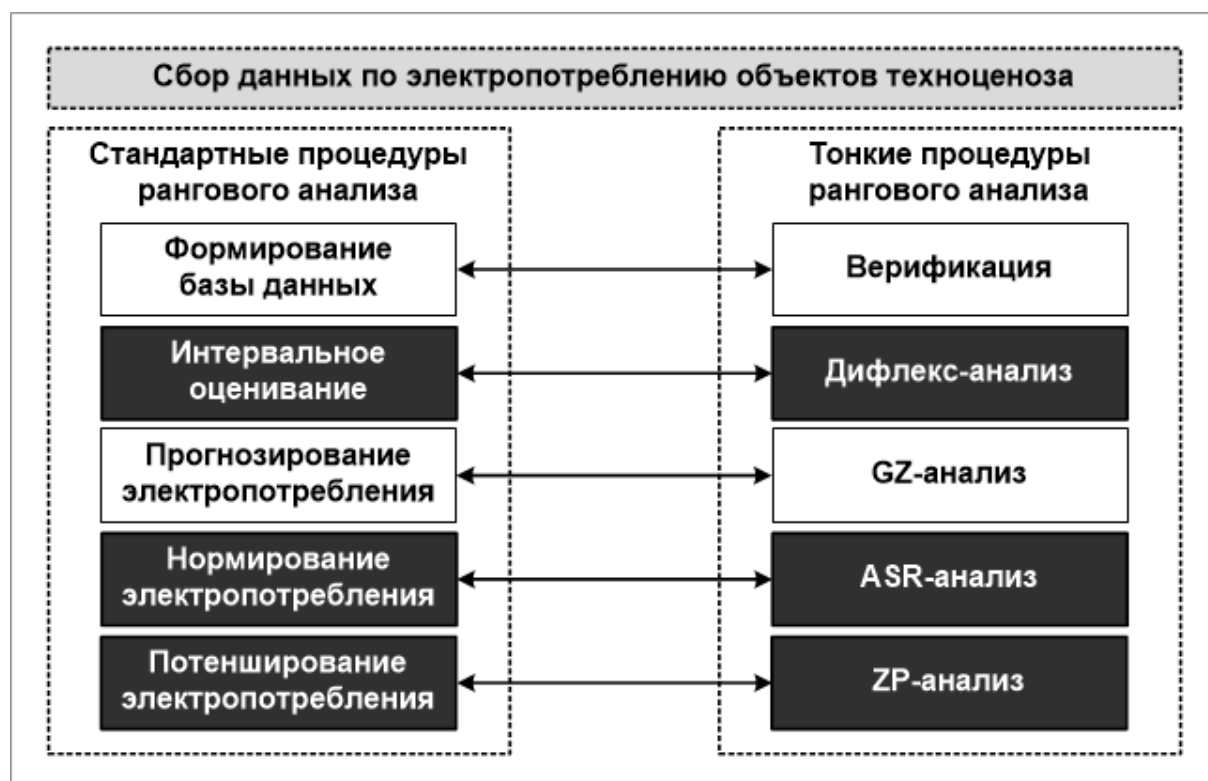 Сбор данных по электропотреблению объектов техноценоза
Стандартные процедуры
рангового анализа
Формирование
базы данных
Интервальное
оценивание
Прогнозирование
электропотребления
Нормирование
электропотребления
Потенширование
электропотребления
Тонкие процедуры
рангового анализа
Верификация
Дифлекс-анализ
GZ-анализ
ASR-анализ
ZP-анализ